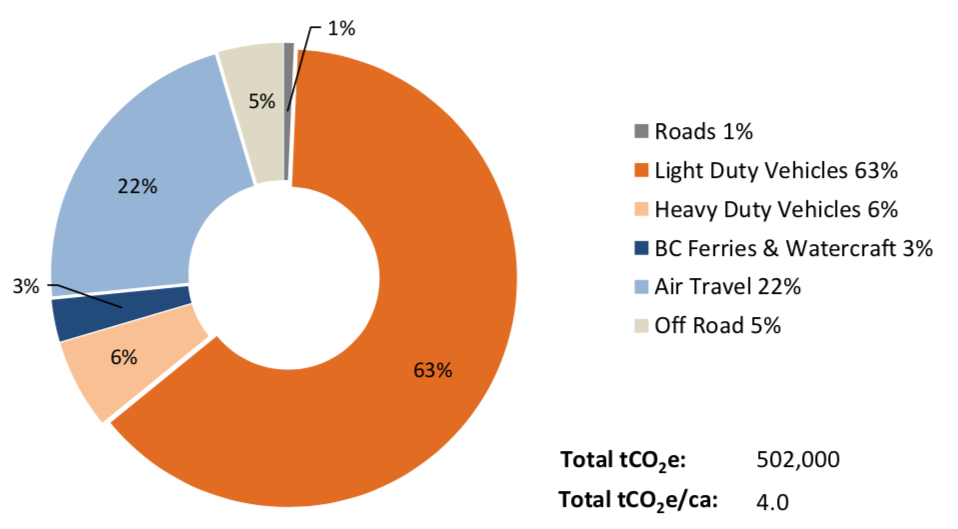 1%
5%
22%
3%
6%
63%
Roads 1%
Light Duty Vehicles 63%
Heavy Duty Vehicles 6%
BC Ferries & Watercraft 3%
Air Travel 22%
Off Road 5%
Total tCO₂e: 502,000
Total tCO₂e/ca: 4.0